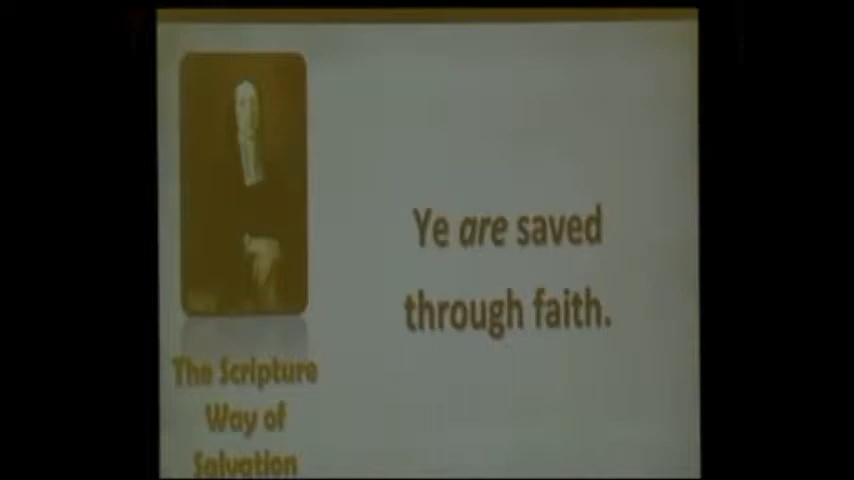 Ye are saved
through faith.
The Scripture
Way of
Salvation